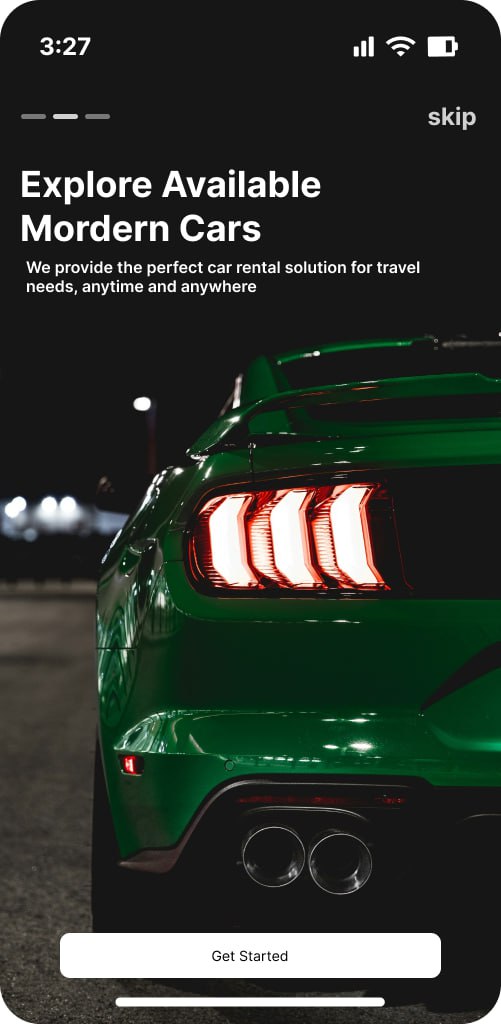 3:27
skip
Explore Available
Mordern Cars
We provide the perfect car rental solution for travel
needs, anytime and anywhere
Get Started